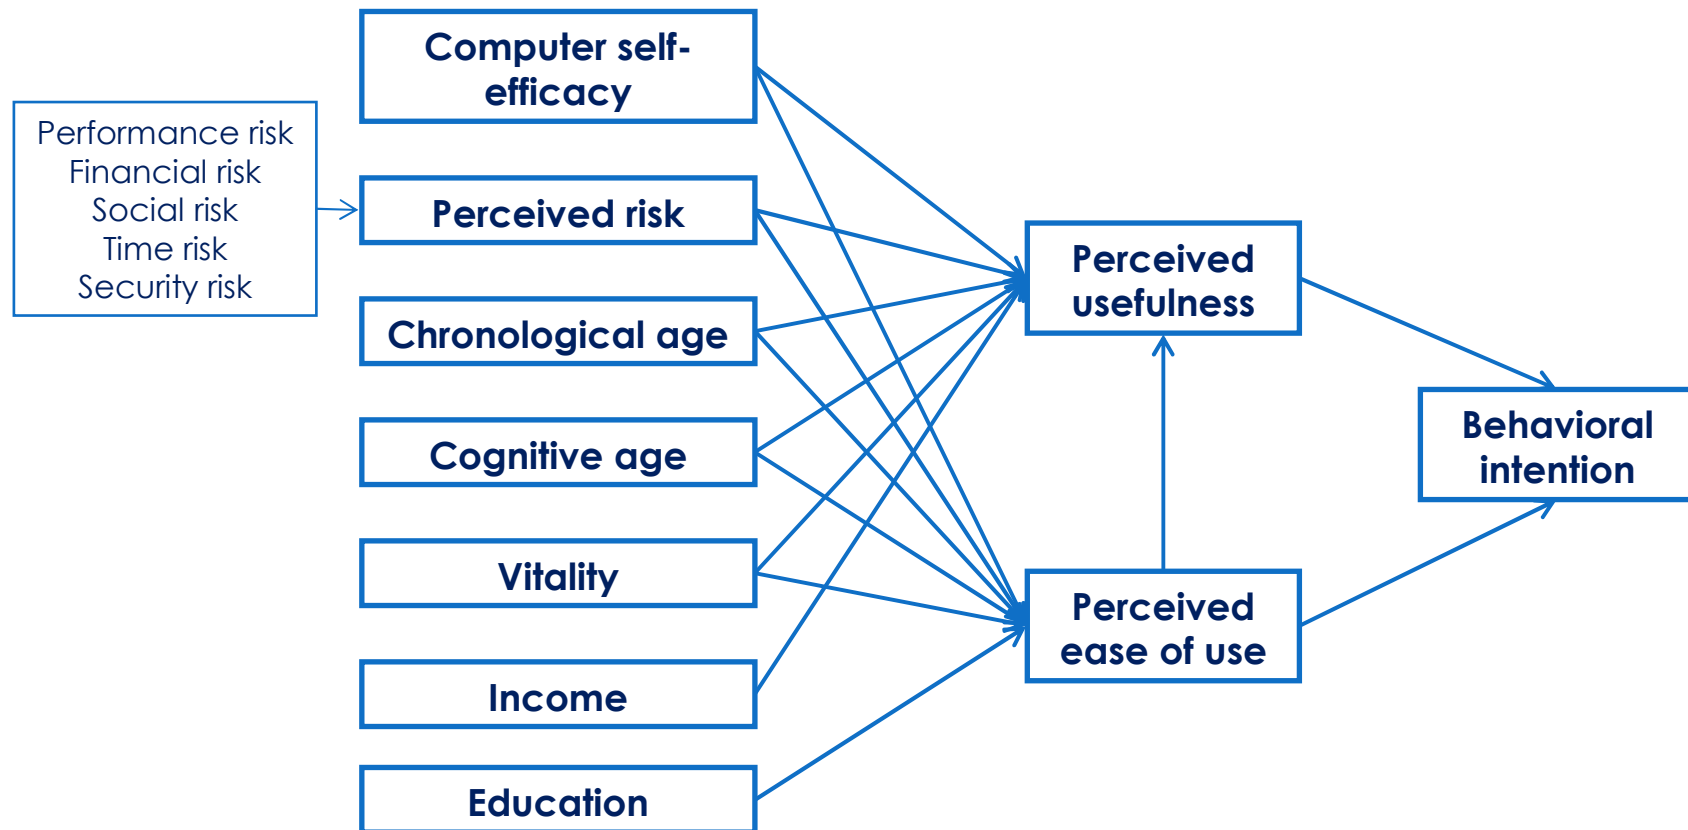 Computer self-
efficacy
Performance risk
Financial risk
Social risk
Time risk
Security risk
Perceived risk
Chronological age
Cognitive age
Vitality
Income
Education
Perceived
usefulness
Perceived
ease of use
Behavioral
intention